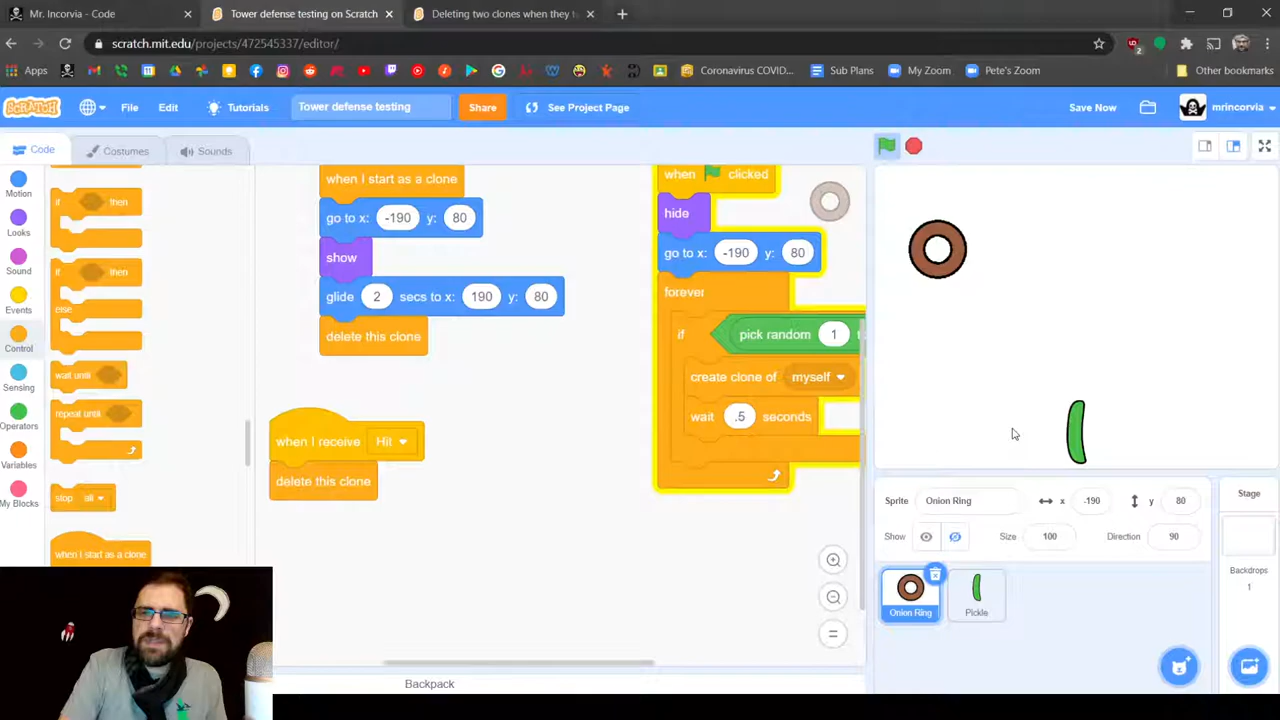 Mr. Incorvia - Code
Tower defense testing on Scratch
Deleting two clones when they t
scratch.mit.edu/projects/472545337/editor/
2
Apps
Coronavirus COVID...
Sub Plans
My Zoom
Pete's Zoom
Other bookmarks
SCRATCH
File
Edit
Tutorials
Tower defense testing
Share
See Project Page
Save Now
mrincorvia
Code
Costumes
Sounds
Motion
Looks
Sound
Events
Control
Sensing
Operators
Variables
My Blocks
if then
if then
else
wait until
repeat until
stop all
when I start as a clone
when I start as a clone
go to x: -190 y: 80
show
glide 2 secs to x: 190 y: 80
delete this clone
when I receive Hit
delete this clone
when clicked
hide
go to x: -190 y: 80
forever
if pick random 1
create clone of myself
wait .5 seconds
Sprite Onion Ring x -190 y 80
Show Size 100 Direction 90
Onion Ring
Pickle
Stage
Backdrops
1
Backpack